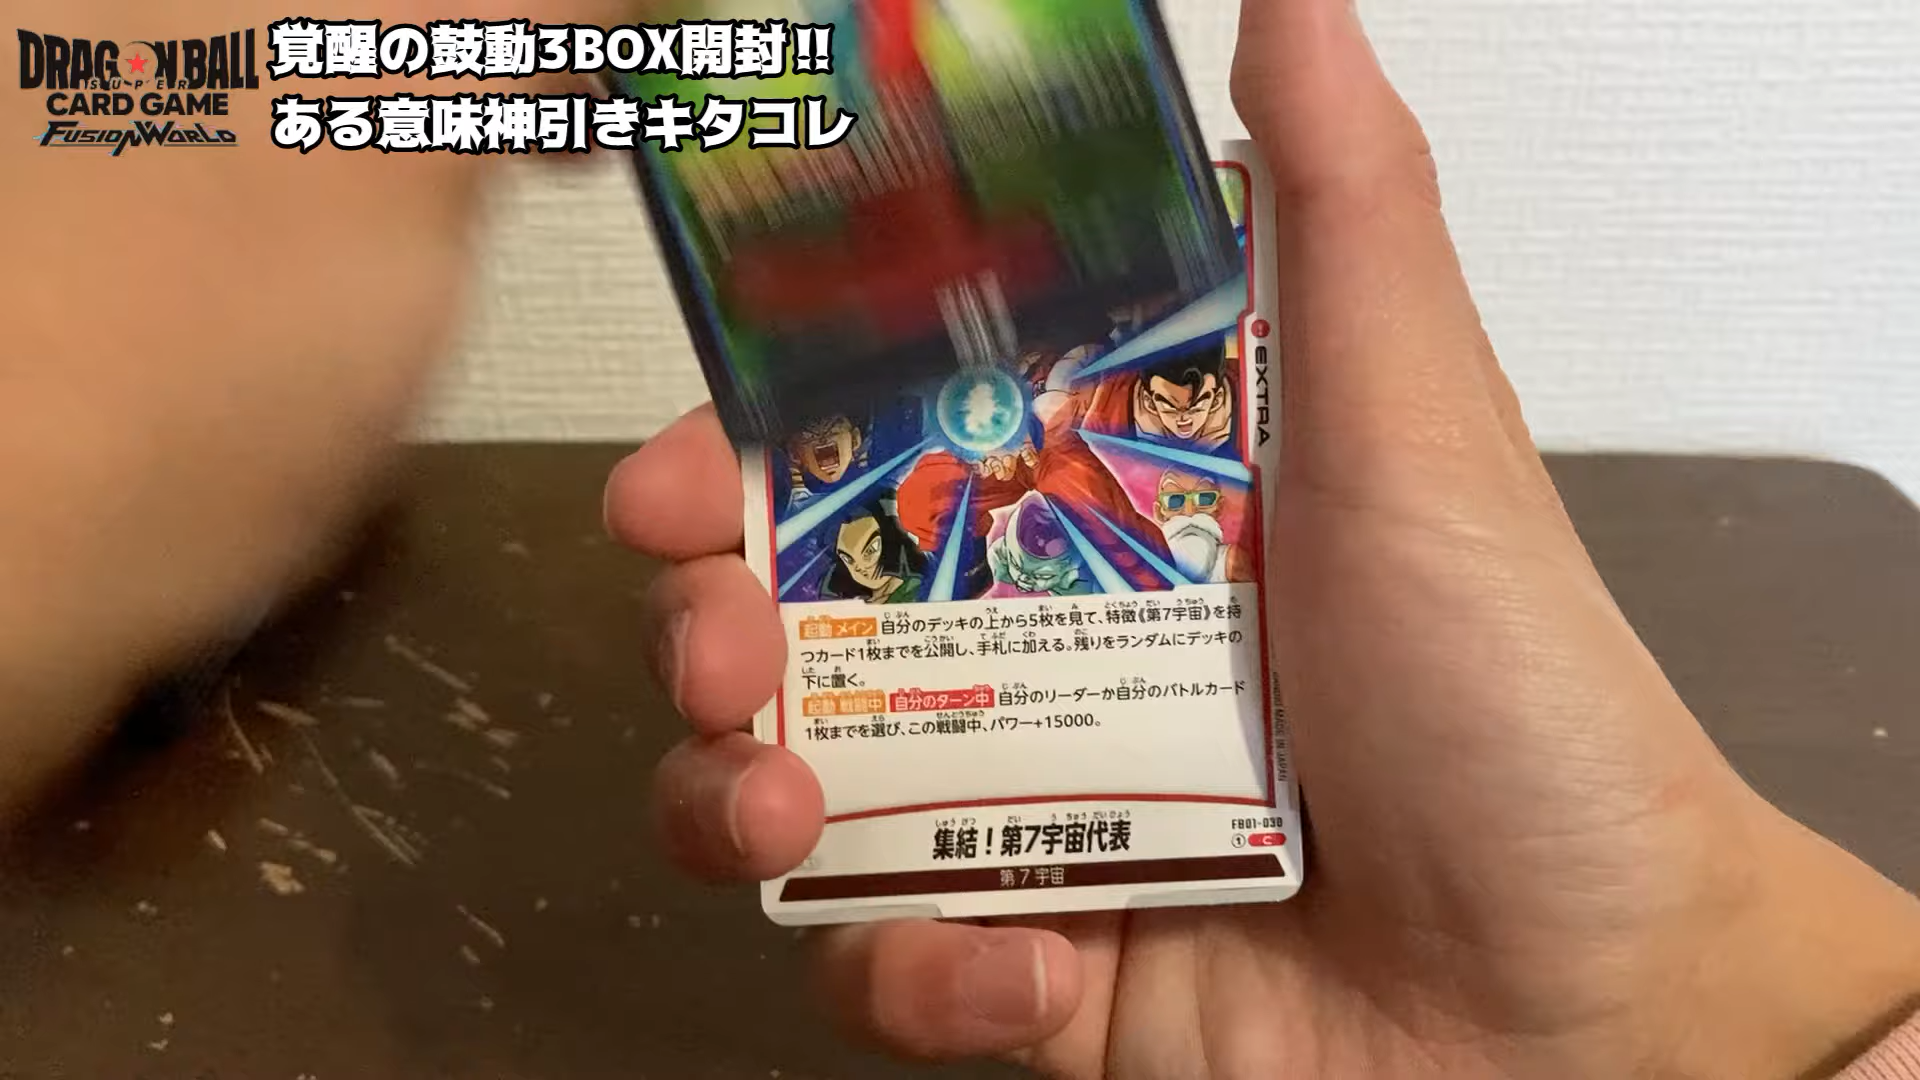 DRAGON BALL
SUPER
CARD GAME
FUSION WORLD
覚醒の鼓動3BOX開封!!
ある意味神引きキタコレ
EXTRA
起動 メイン 自分のデッキの上から5枚を見て、特徴《第7宇宙》を持
つカード1枚までを公開し、手札に加える。残りをランダムにデッキの
下に置く。
起動 戦闘中 自分のターン中 自分のリーダーか自分のバトルカード
1枚までを選び、この戦闘中、パワー+15000。
MADE IN JAPAN
集結！第7宇宙代表
FB01-030
① C
第7宇宙